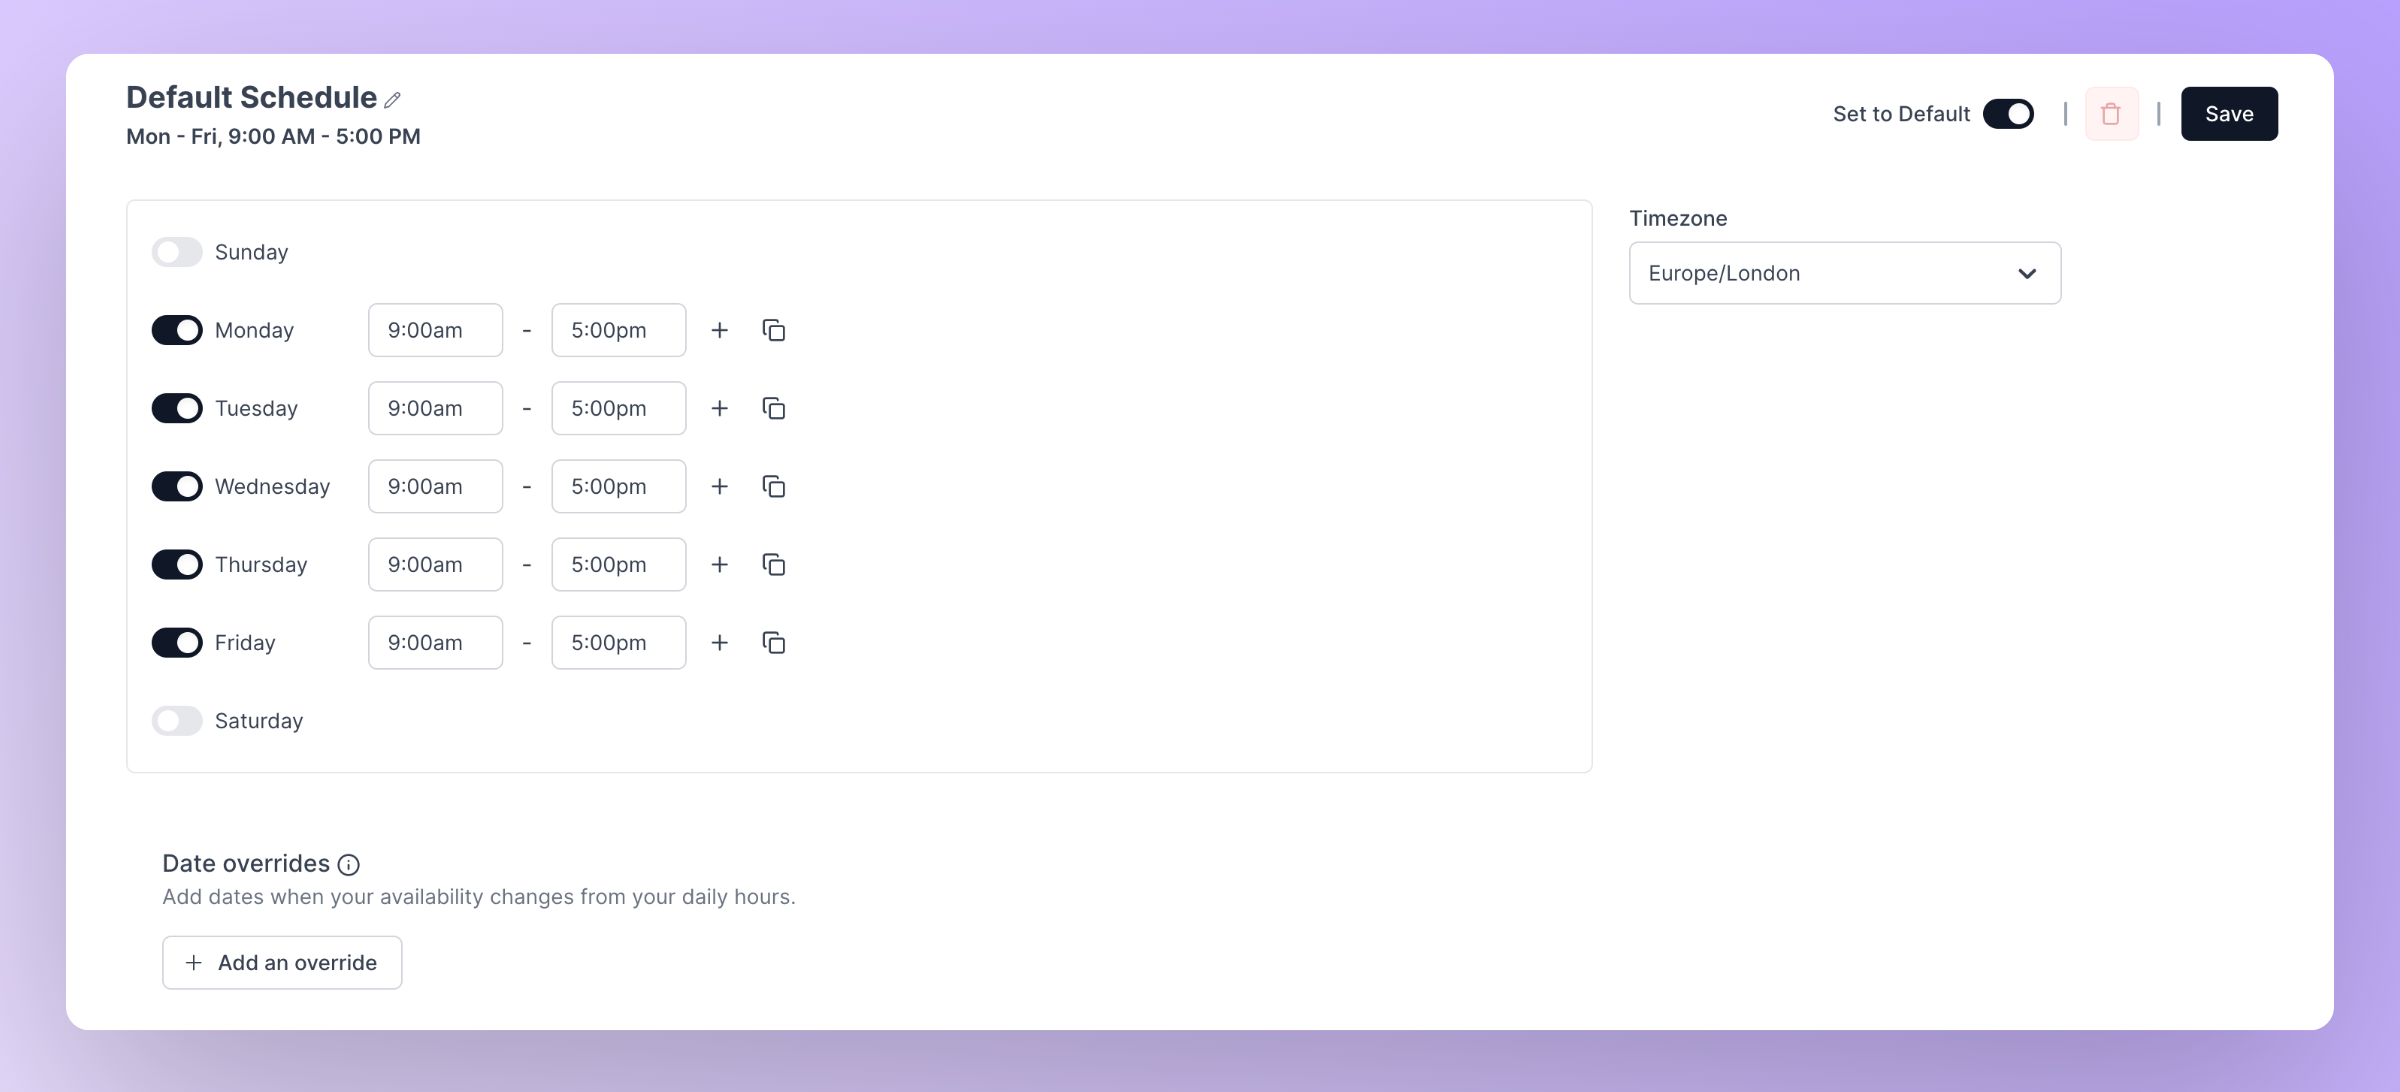 Default Schedule
Mon - Fri, 9:00 AM - 5:00 PM
Set to Default
Save
Sunday
Monday 9:00am - 5:00pm
Tuesday 9:00am - 5:00pm
Wednesday 9:00am - 5:00pm
Thursday 9:00am - 5:00pm
Friday 9:00am - 5:00pm
Saturday
Timezone
Europe/London
Date overrides
Add dates when your availability changes from your daily hours.
+ Add an override